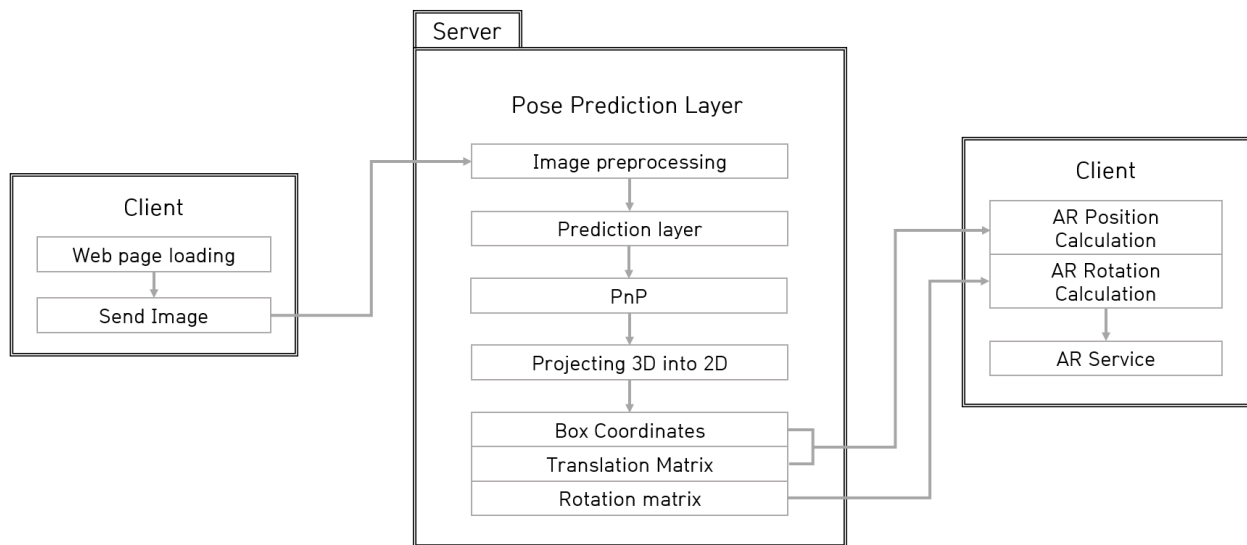 Client
Web page loading
Send Image
Server
Pose Prediction Layer
Image preprocessing
Prediction layer
PnP
Projecting 3D into 2D
Box Coordinates
Translation Matrix
Rotation matrix
Client
AR Position
Calculation
AR Rotation
Calculation
AR Service